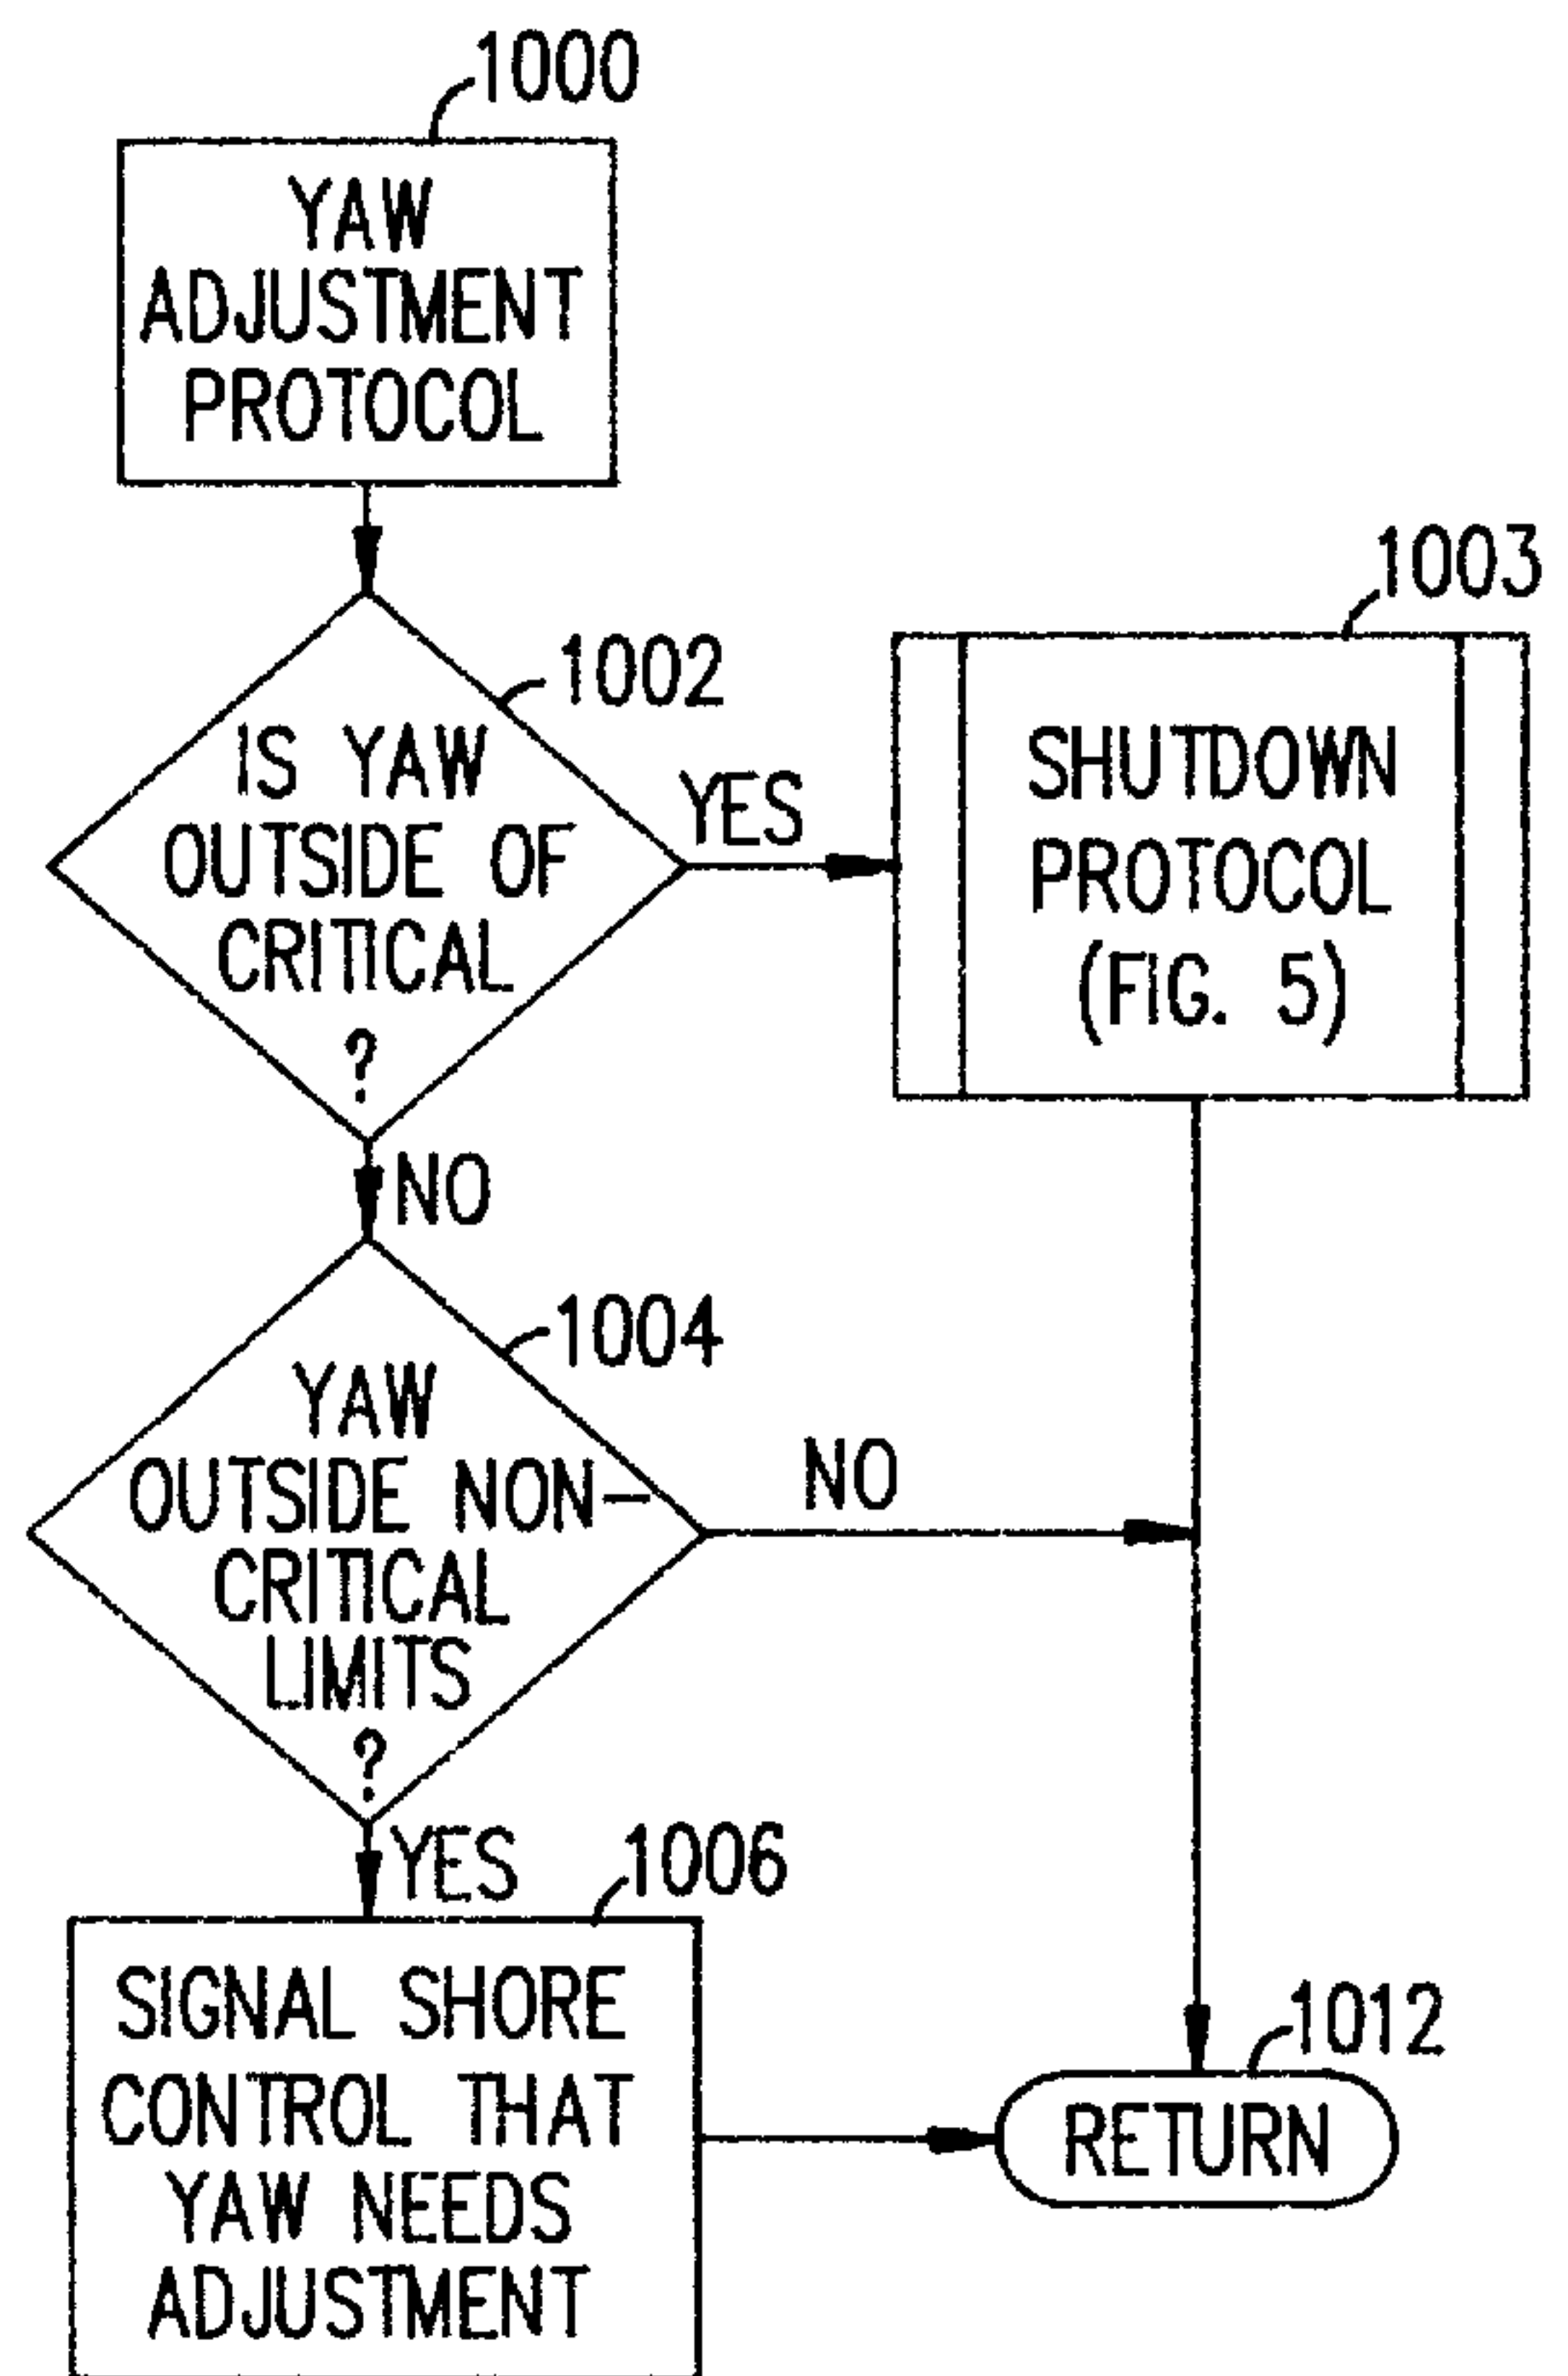 1000
YAW
ADJUSTMENT
PROTOCOL
1002
IS YAW
OUTSIDE OF
CRITICAL
?
YES
1003
SHUTDOWN
PROTOCOL
(FIG. 5)
NO
1004
YAW
OUTSIDE NON-
CRITICAL
LIMITS
?
NO
YES
1006
SIGNAL SHORE
CONTROL THAT
YAW NEEDS
ADJUSTMENT
1012
RETURN